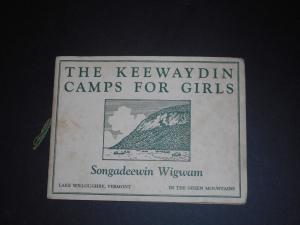 THE KEEWAYDIN
CAMPS FOR GIRLS
Songadeewin Wigwam
LAKE WILLOUGHBY, VERMONT
IN THE GREEN MOUNTAINS